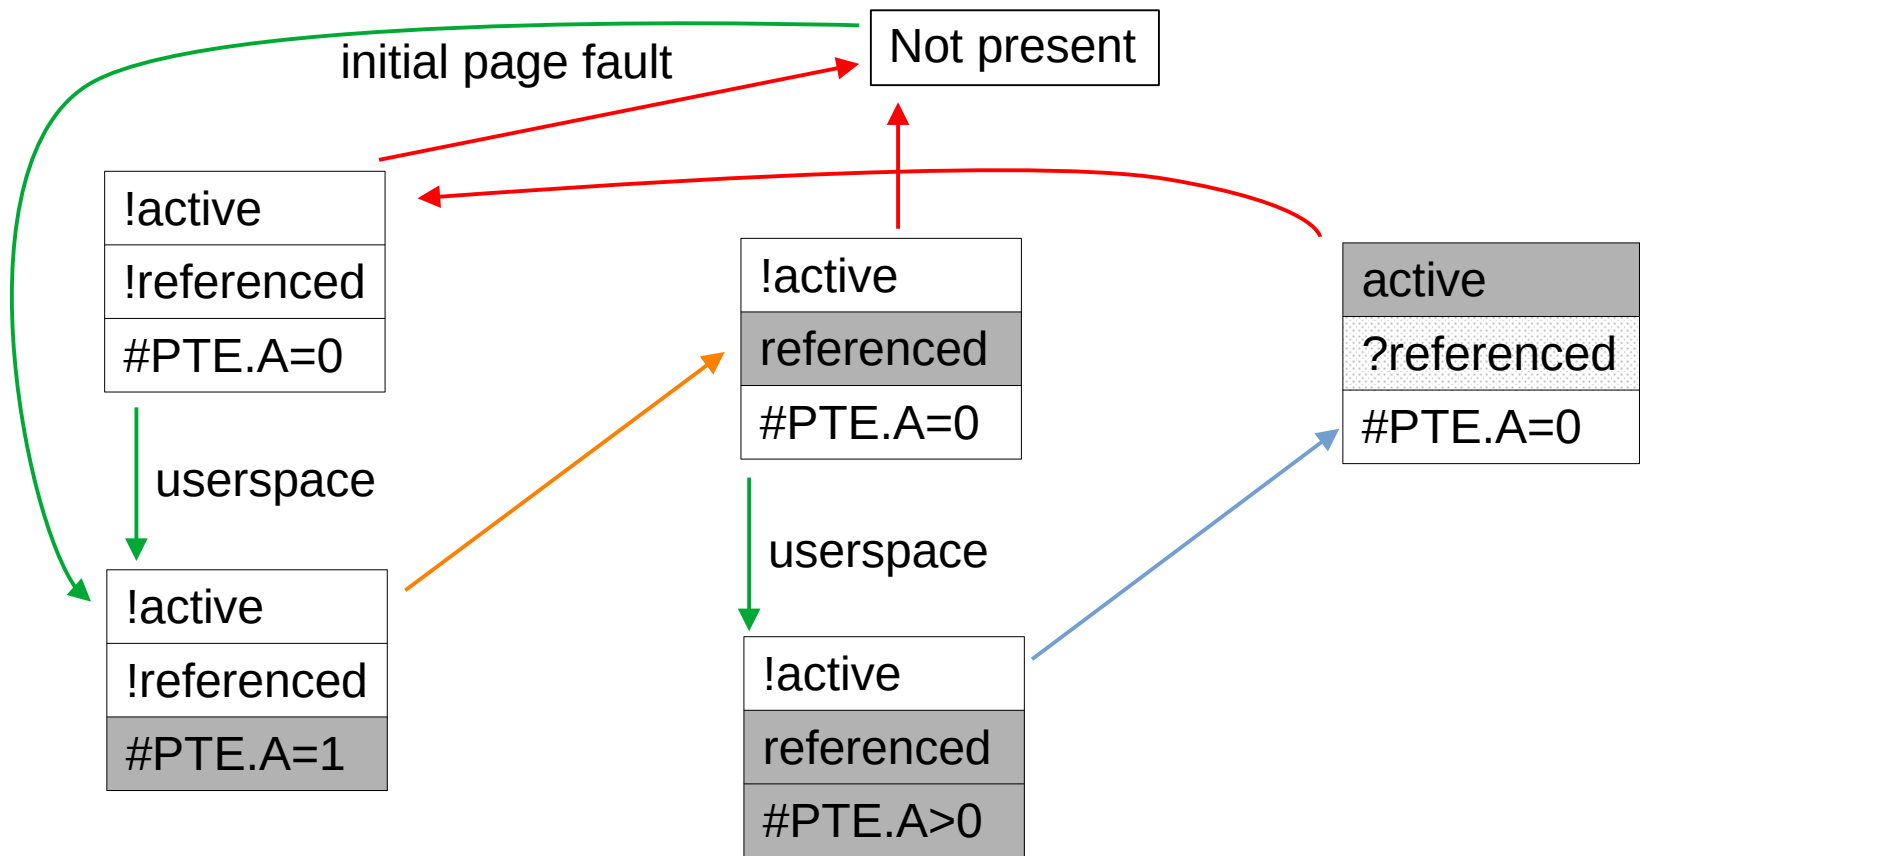 Not present
initial page fault
!active
!referenced
#PTE.A=0
!active
referenced
#PTE.A=0
active
?referenced
#PTE.A=0
userspace
userspace
!active
!referenced
#PTE.A=1
!active
referenced
#PTE.A>0